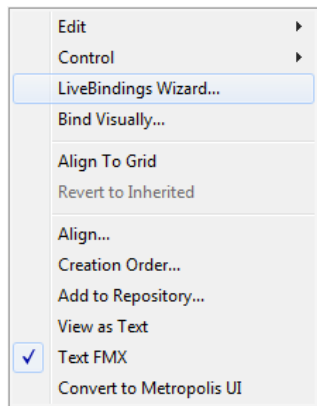 Edit
Control
LiveBindings Wizard...
Bind Visually...
Align To Grid
Revert to Inherited
Align...
Creation Order...
Add to Repository...
View as Text
Text FMX
Convert to Metropolis UI